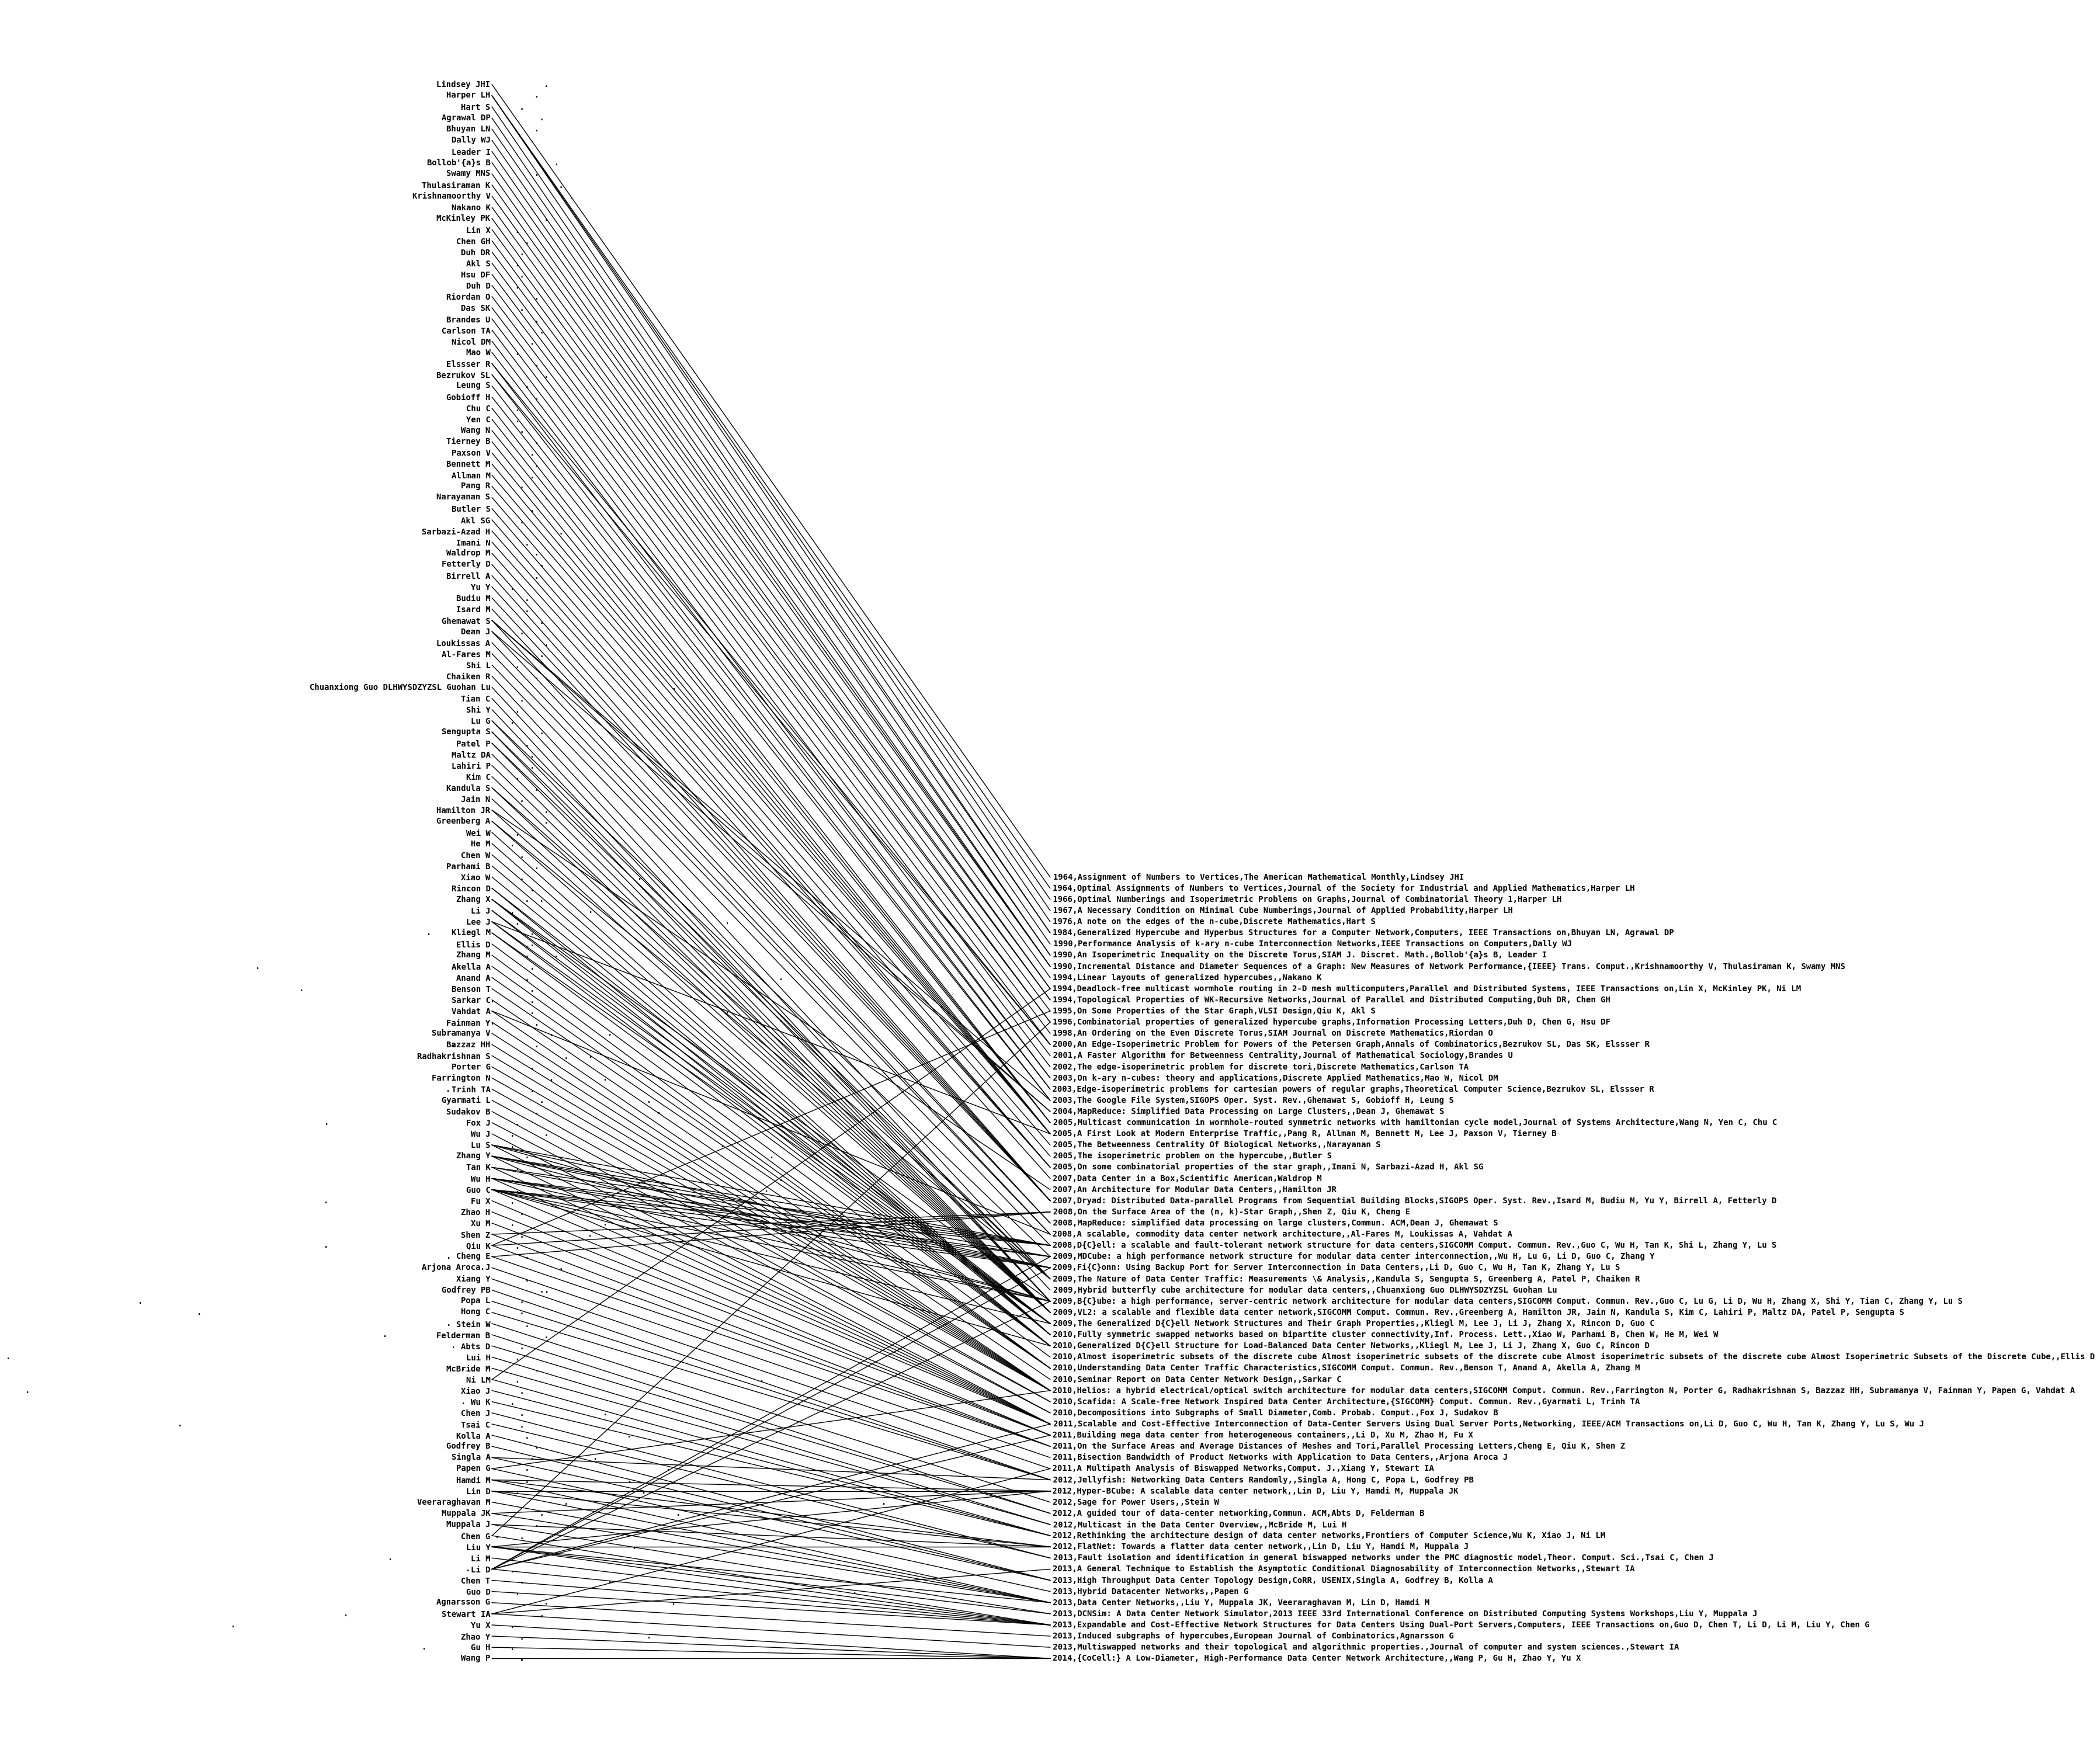 Lindsey JHI
Harper LH
Hart S
Agrawal DP
Bhuyan LN
Dally WJ
Leader I
Bollob'{a}s B
Swamy MNS
Thulasiraman K
Krishnamoorthy V
Nakano K
McKinley PK
Lin X
Chen GH
Duh DR
Akl S
Hsu DF
Duh D
Riordan O
Das SK
Brandes U
Carlson TA
Nicol DM
Mao W
Elssser R
Bezrukov SL
Leung S
Gobioff H
Chu C
Yen C
Wang N
Tierney B
Paxson V
Bennett M
Allman M
Pang R
Narayanan S
Butler S
Akl SG
Sarbazi-Azad H
Imani N
Waldrop M
Fetterly D
Birrell A
Yu Y
Budiu M
Isard M
Ghemawat S
Dean J
Loukissas A
Al-Fares M
Shi L
Chaiken R
Chuanxiong Guo DLHWYSDZYZSL Guohan Lu
Tian C
Shi Y
Lu G
Sengupta S
Patel P
Maltz DA
Lahiri P
Kim C
Kandula S
Jain N
Hamilton JR
Greenberg A
Wei W
He M
Chen W
Parhami B
Xiao W
Rincon D
Zhang X
Li J
Lee J
Kliegl M
Ellis D
Zhang M
Akella A
Anand A
Benson T
Sarkar C
Vahdat A
Fainman Y
Subramanya V
Bazzaz HH
Radhakrishnan S
Porter G
Farrington N
Trinh TA
Gyarmati L
Sudakov B
Fox J
Wu J
Lu S
Zhang Y
Tan K
Wu H
Guo C
Fu X
Zhao H
Xu M
Shen Z
Qiu K
Cheng E
Arjona Aroca J
Xiang Y
Godfrey PB
Popa L
Hong C
Stein W
Felderman B
Abts D
Lui H
McBride M
Ni LM
Xiao J
Wu K
Chen J
Tsai C
Kolla A
Godfrey B
Singla A
Papen G
Hamdi M
Lin D
Veeraraghavan M
Muppala JK
Muppala J
Chen G
Liu Y
Li M
Li D
Chen T
Guo D
Agnarsson G
Stewart IA
Yu X
Zhao Y
Gu H
Wang P
1964,Assignment of Numbers to Vertices,The American Mathematical Monthly,Lindsey JHI
1964,Optimal Assignments of Numbers to Vertices,Journal of the Society for Industrial and Applied Mathematics,Harper LH
1966,Optimal Numberings and Isoperimetric Problems on Graphs,Journal of Combinatorial Theory 1,Harper LH
1967,A Necessary Condition on Minimal Cube Numberings,Journal of Applied Probability,Harper LH
1976,A note on the edges of the n-cube,Discrete Mathematics,Hart S
1984,Generalized Hypercube and Hyperbus Structures for a Computer Network,Computers, IEEE Transactions on,Bhuyan LN, Agrawal DP
1990,Performance Analysis of k-ary n-cube Interconnection Networks,IEEE Transactions on Computers,Dally WJ
1990,An Isoperimetric Inequality on the Discrete Torus,SIAM J. Discret. Math.,Bollob'{a}s B, Leader I
1990,Incremental Distance and Diameter Sequences of a Graph: New Measures of Network Performance,{IEEE} Trans. Comput.,Krishnamoorthy V, Thulasiraman K, Swamy MNS
1994,Linear layouts of generalized hypercubes,,Nakano K
1994,Deadlock-free multicast wormhole routing in 2-D mesh multicomputers,Parallel and Distributed Systems, IEEE Transactions on,Lin X, McKinley PK, Ni LM
1994,Topological Properties of WK-Recursive Networks,Journal of Parallel and Distributed Computing,Duh DR, Chen GH
1995,On Some Properties of the Star Graph,VLSI Design,Qiu K, Akl S
1996,Combinatorial properties of generalized hypercube graphs,Information Processing Letters,Duh D, Chen G, Hsu DF
1998,An Ordering on the Even Discrete Torus,SIAM Journal on Discrete Mathematics,Riordan O
2000,An Edge-Isoperimetric Problem for Powers of the Petersen Graph,Annals of Combinatorics,Bezrukov SL, Das SK, Elssser R
2001,A Faster Algorithm for Betweenness Centrality,Journal of Mathematical Sociology,Brandes U
2002,The edge-isoperimetric problem for discrete tori,Discrete Mathematics,Carlson TA
2003,On k-ary n-cubes: theory and applications,Discrete Applied Mathematics,Mao W, Nicol DM
2003,Edge-isoperimetric problems for cartesian powers of regular graphs,Theoretical Computer Science,Bezrukov SL, Elssser R
2003,The Google File System,SIGOPS Oper. Syst. Rev.,Ghemawat S, Gobioff H, Leung S
2004,MapReduce: Simplified Data Processing on Large Clusters,,Dean J, Ghemawat S
2005,Multicast communication in wormhole-routed symmetric networks with hamiltonian cycle model,Journal of Systems Architecture,Wang N, Yen C, Chu C
2005,A First Look at Modern Enterprise Traffic,,Pang R, Allman M, Bennett M, Lee J, Paxson V, Tierney B
2005,The Betweenness Centrality Of Biological Networks,,Narayanan S
2005,The isoperimetric problem on the hypercube,,Butler S
2005,On some combinatorial properties of the star graph,,Imani N, Sarbazi-Azad H, Akl SG
2007,Data Center in a Box,Scientific American,Waldrop M
2007,An Architecture for Modular Data Centers,,Hamilton JR
2007,Dryad: Distributed Data-parallel Programs from Sequential Building Blocks,SIGOPS Oper. Syst. Rev.,Isard M, Budiu M, Yu Y, Birrell A, Fetterly D
2008,On the Surface Area of the (n, k)-Star Graph,,Shen Z, Qiu K, Cheng E
2008,MapReduce: simplified data processing on large clusters,Commun. ACM,Dean J, Ghemawat S
2008,A scalable, commodity data center network architecture,,Al-Fares M, Loukissas A, Vahdat A
2008,D{C}ell: a scalable and fault-tolerant network structure for data centers,SIGCOMM Comput. Commun. Rev.,Guo C, Wu H, Tan K, Shi L, Zhang Y, Lu S
2009,MDCube: a high performance network structure for modular data center interconnection,,Wu H, Lu G, Li D, Guo C, Zhang Y
2009,Fi{C}onn: Using Backup Port for Server Interconnection in Data Centers,,Li D, Guo C, Wu H, Tan K, Zhang Y, Lu S
2009,The Nature of Data Center Traffic: Measurements \& Analysis,,Kandula S, Sengupta S, Greenberg A, Patel P, Chaiken R
2009,Hybrid butterfly cube architecture for modular data centers,,Chuanxiong Guo DLHWYSDZYZSL Guohan Lu
2009,B{C}ube: a high performance, server-centric network architecture for modular data centers,SIGCOMM Comput. Commun. Rev.,Guo C, Lu G, Li D, Wu H, Zhang X, Shi Y, Tian C, Zhang Y, Lu S
2009,VL2: a scalable and flexible data center network,SIGCOMM Comput. Commun. Rev.,Greenberg A, Hamilton JR, Jain N, Kandula S, Kim C, Lahiri P, Maltz DA, Patel P, Sengupta S
2009,The Generalized D{C}ell Network Structures and Their Graph Properties,,Kliegl M, Lee J, Li J, Zhang X, Rincon D, Guo C
2010,Fully symmetric swapped networks based on bipartite cluster connectivity,Inf. Process. Lett.,Xiao W, Parhami B, Chen W, He M, Wei W
2010,Generalized D{C}ell Structure for Load-Balanced Data Center Networks,,Kliegl M, Lee J, Li J, Zhang X, Guo C, Rincon D
2010,Almost isoperimetric subsets of the discrete cube Almost isoperimetric subsets of the discrete cube Almost isoperimetric subsets of the discrete cube Almost Isoperimetric Subsets of the Discrete Cube,,Ellis D
2010,Understanding Data Center Traffic Characteristics,SIGCOMM Comput. Commun. Rev.,Benson T, Anand A, Akella A, Zhang M
2010,Seminar Report on Data Center Network Design,,Sarkar C
2010,Helios: a hybrid electrical/optical switch architecture for modular data centers,SIGCOMM Comput. Commun. Rev.,Farrington N, Porter G, Radhakrishnan S, Bazzaz HH, Subramanya V, Fainman Y, Papen G, Vahdat A
2010,Scafida: A Scale-free Network Inspired Data Center Architecture,{SIGCOMM} Comput. Commun. Rev.,Gyarmati L, Trinh TA
2010,Decompositions into Subgraphs of Small Diameter,Comb. Probab. Comput.,Fox J, Sudakov B
2011,Scalable and Cost-Effective Interconnection of Data-Center Servers Using Dual Server Ports,Networking, IEEE/ACM Transactions on,Li D, Guo C, Wu H, Tan K, Zhang Y, Lu S, Wu J
2011,Building mega data center from heterogeneous containers,,Li D, Xu M, Zhao H, Fu X
2011,On the Surface Areas and Average Distances of Meshes and Tori,Parallel Processing Letters,Cheng E, Qiu K, Shen Z
2011,Bisection Bandwidth of Product Networks with Application to Data Centers,,Arjona Aroca J
2011,A Multipath Analysis of Biswapped Networks,Comput. J.,Xiang Y, Stewart IA
2012,Jellyfish: Networking Data Centers Randomly,,Singla A, Hong C, Popa L, Godfrey PB
2012,Hyper-BCube: A scalable data center network,,Lin D, Liu Y, Hamdi M, Muppala JK
2012,Sage for Power Users,,Stein W
2012,A guided tour of data-center networking,Commun. ACM,Abts D, Felderman B
2012,Multicast in the Data Center Overview,,McBride M, Lui H
2012,Rethinking the architecture design of data center networks,Frontiers of Computer Science,Wu K, Xiao J, Ni LM
2012,FlatNet: Towards a flatter data center network,,Lin D, Liu Y, Hamdi M, Muppala J
2013,Fault isolation and identification in general biswapped networks under the PMC diagnostic model,Theor. Comput. Sci.,Tsai C, Chen J
2013,A General Technique to Establish the Asymptotic Conditional Diagnosability of Interconnection Networks,,Stewart IA
2013,High Throughput Data Center Topology Design,CoRR, USENIX,Singla A, Godfrey B, Kolla A
2013,Hybrid Datacenter Networks,,Papen G
2013,Data Center Networks,,Liu Y, Muppala JK, Veeraraghavan M, Lin D, Hamdi M
2013,DCNSim: A Data Center Network Simulator,2013 IEEE 33rd International Conference on Distributed Computing Systems Workshops,Liu Y, Muppala J
2013,Expandable and Cost-Effective Network Structures for Data Centers Using Dual-Port Servers,Computers, IEEE Transactions on,Guo D, Chen T, Li D, Li M, Liu Y, Chen G
2013,Induced subgraphs of hypercubes,European Journal of Combinatorics,Agnarsson G
2013,Multiswapped networks and their topological and algorithmic properties.,Journal of computer and system sciences.,Stewart IA
2014,{CoCell:} A Low-Diameter, High-Performance Data Center Network Architecture,,Wang P, Gu H, Zhao Y, Yu X